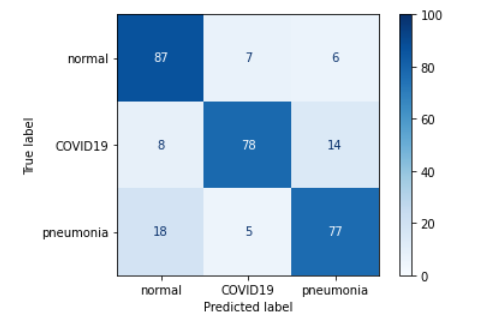 100
normal 87 7 6
80
60
True label
COVID19 8 78 14
40
pneumonia 18 5 77
20
0
normal COVID19 pneumonia
Predicted label